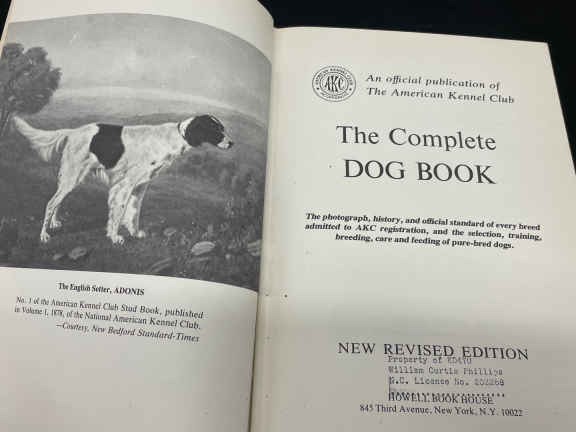 The English Setter, ADONIS
No. 1 of the American Kennel Club Stud Book, published
in Volume 1, 1878, of the National American Kennel Club.
—Courtesy, New Bedford Standard-Times
AMERICAN KENNEL CLUB
AKC
An official publication of
The American Kennel Club
The Complete
DOG BOOK
The photograph, history, and official standard of every breed
admitted to AKC registration, and the selection, training,
breeding, care and feeding of pure-bred dogs.
NEW REVISED EDITION
Property of
William Curtis Phillips
S.C. License No. 202268
HOWELL BOOK HOUSE
845 Third Avenue, New York, N.Y. 10022